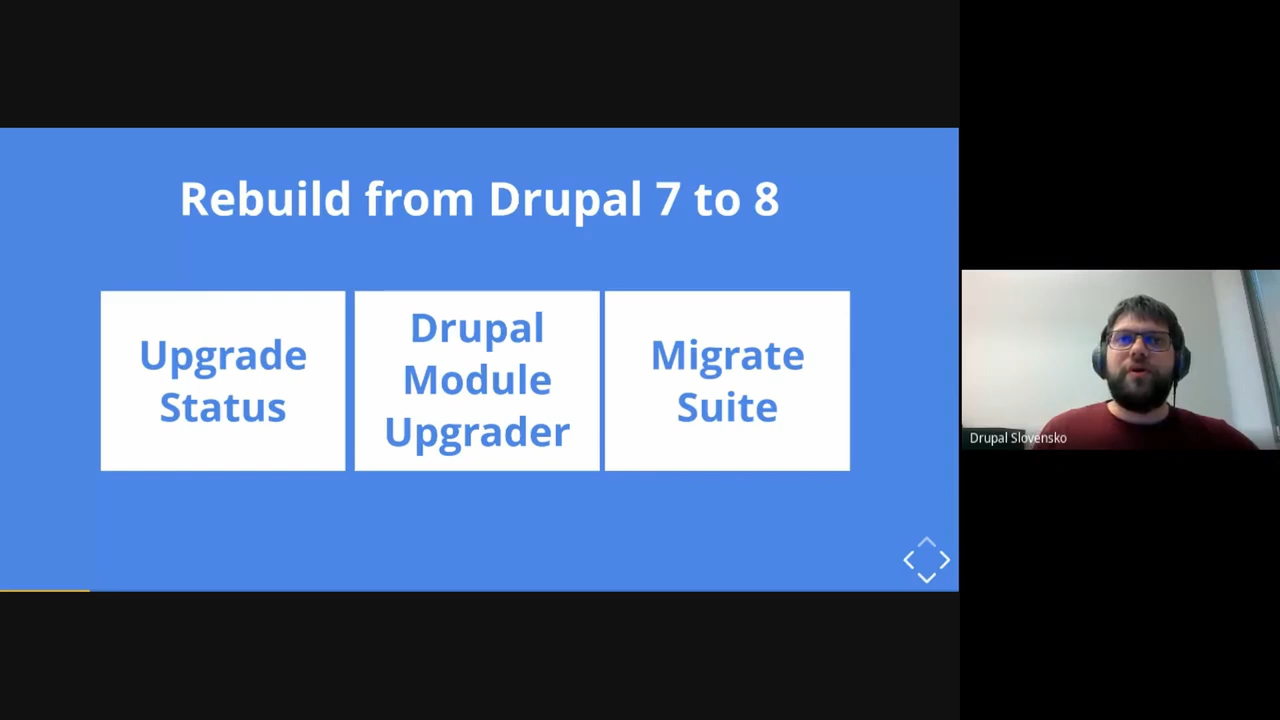 Rebuild from Drupal 7 to 8
Upgrade
Status
Drupal
Module
Upgrader
Migrate
Suite
Drupal Slovensko